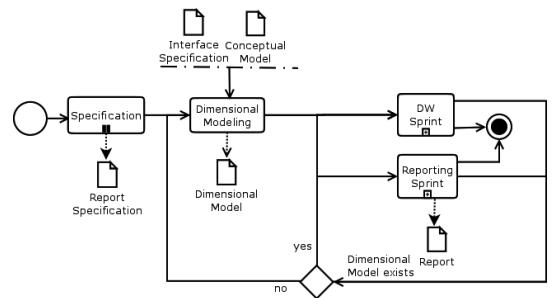 Interface
Specification
Conceptual
Model
Specification
Dimensional
Modeling
DW
Sprint
Reporting
Sprint
Report
Specification
Dimensional
Model
yes
no
Dimensional
Model exists
Report